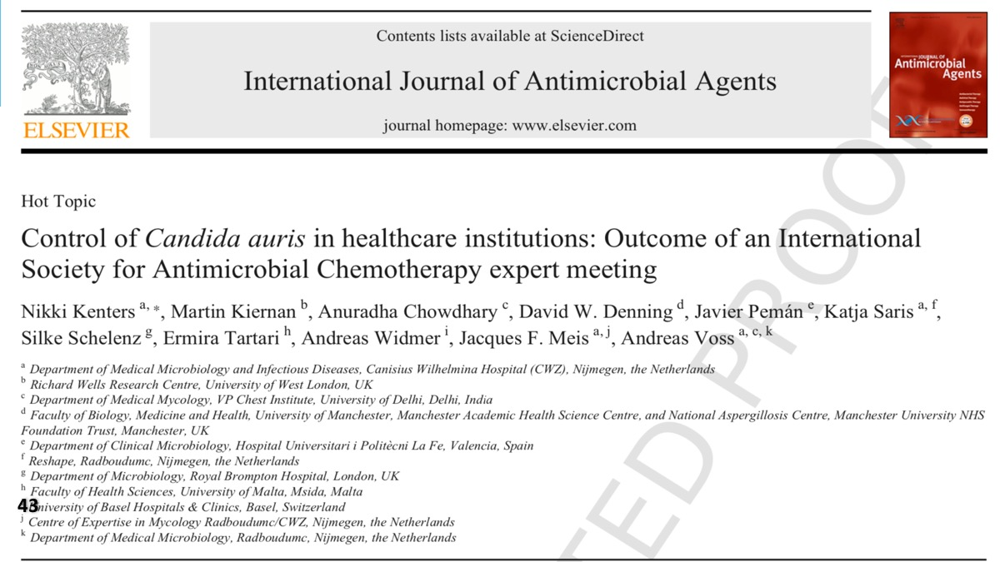 Contents lists available at ScienceDirect
International Journal of Antimicrobial Agents
journal homepage: www.elsevier.com
ELSEVIER
INTERNATIONAL JOURNAL OF
Antimicrobial
Agents
Hot Topic
Control of Candida auris in healthcare institutions: Outcome of an International
Society for Antimicrobial Chemotherapy expert meeting
Nikki Kenters a, *, Martin Kiernan b, Anuradha Chowdhary c, David W. Denning d, Javier Pemán e, Katja Saris a, f,
Silke Schelenz g, Ermira Tartari h, Andreas Widmer i, Jacques F. Meis a, j, Andreas Voss a, c, k
a Department of Medical Microbiology and Infectious Diseases, Canisius Wilhelmina Hospital (CWZ), Nijmegen, the Netherlands
b Richard Wells Research Centre, University of West London, UK
c Department of Medical Mycology, VP Chest Institute, University of Delhi, Delhi, India
d Faculty of Biology, Medicine and Health, University of Manchester, Manchester Academic Health Science Centre, and National Aspergillosis Centre, Manchester University NHS
Foundation Trust, Manchester, UK
e Department of Clinical Microbiology, Hospital Universitari i Politècni La Fe, Valencia, Spain
f Reshape, Radboudumc, Nijmegen, the Netherlands
g Department of Microbiology, Royal Brompton Hospital, London, UK
h Faculty of Health Sciences, University of Malta, Msida, Malta
43 University of Basel Hospitals & Clinics, Basel, Switzerland
j Centre of Expertise in Mycology Radboudumc/CWZ, Nijmegen, the Netherlands
k Department of Medical Microbiology, Radboudumc, Nijmegen, the Netherlands
TED PROOF